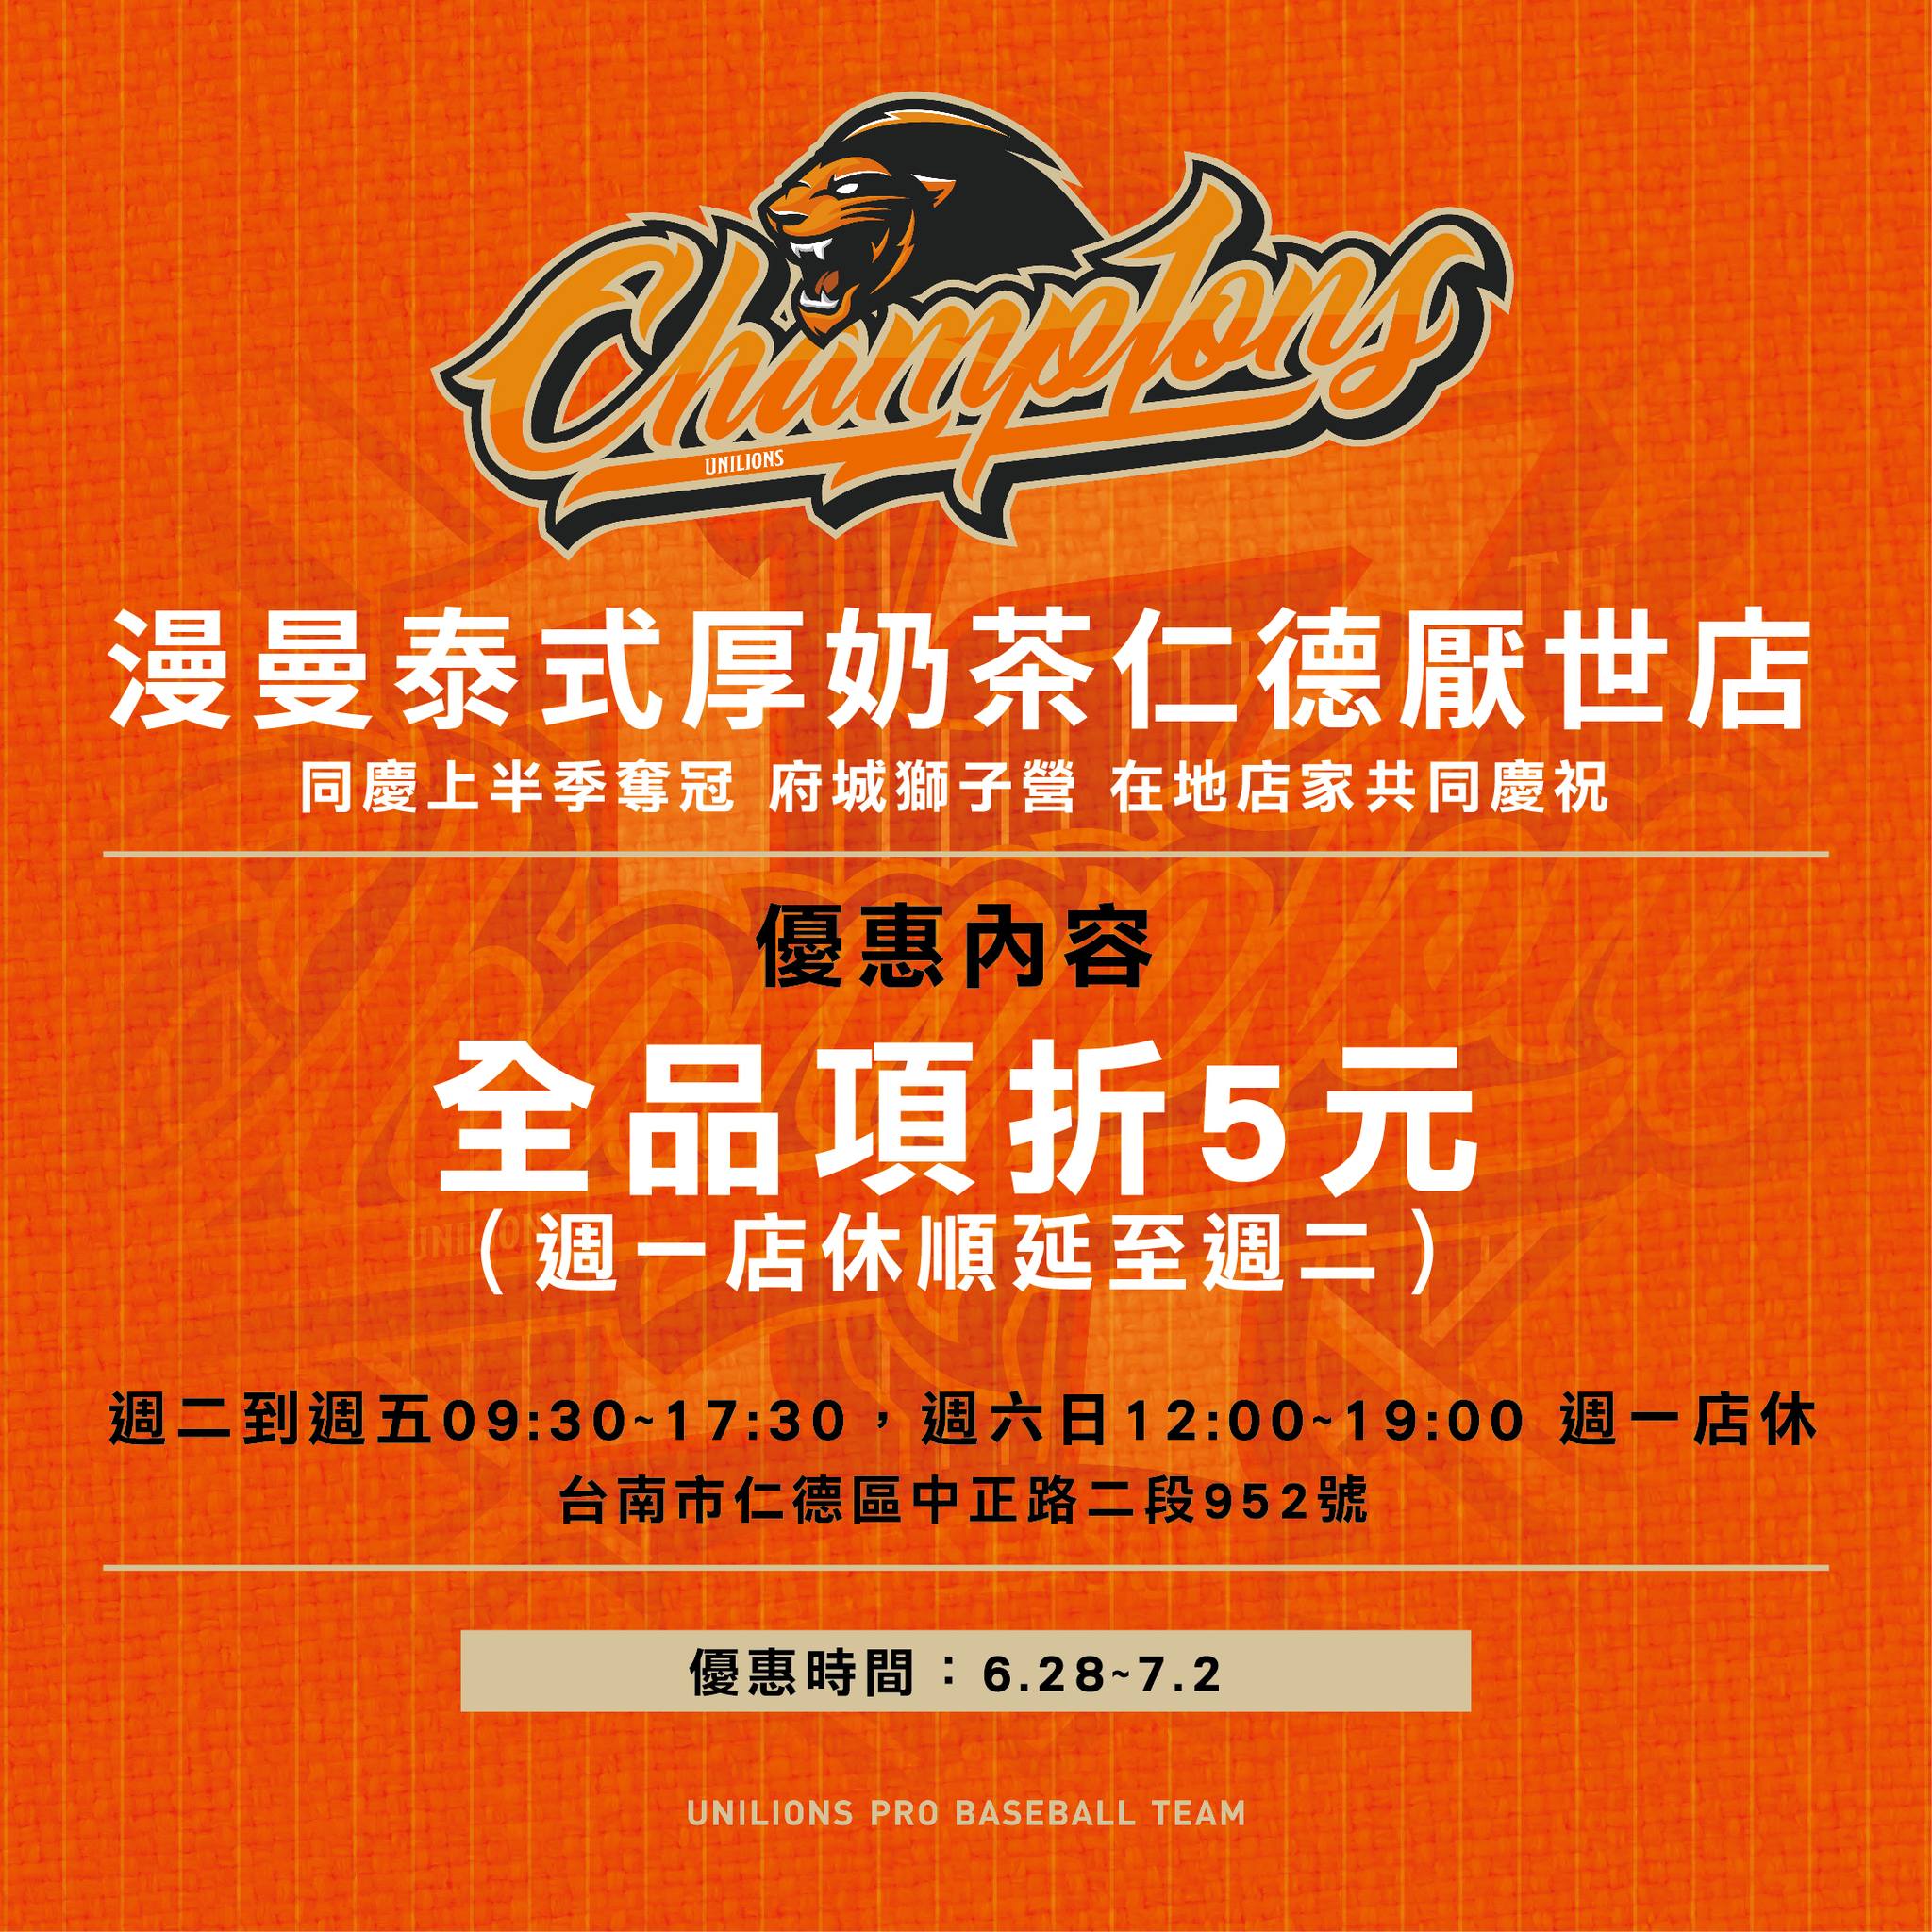 Champ1ons
UNILIONS
漫曼泰式厚奶茶仁德厭世店
同慶上半季奪冠 府城獅子營 在地店家共同慶祝
優惠內容
全品項折5元
(週一店休順延至週二)
週二到週五09:30~17:30，週六日12:00~19:00 週一店休
台南市仁德區中正路二段952號
優惠時間：6.28~7.2
UNILIONS PRO BASEBALL TEAM